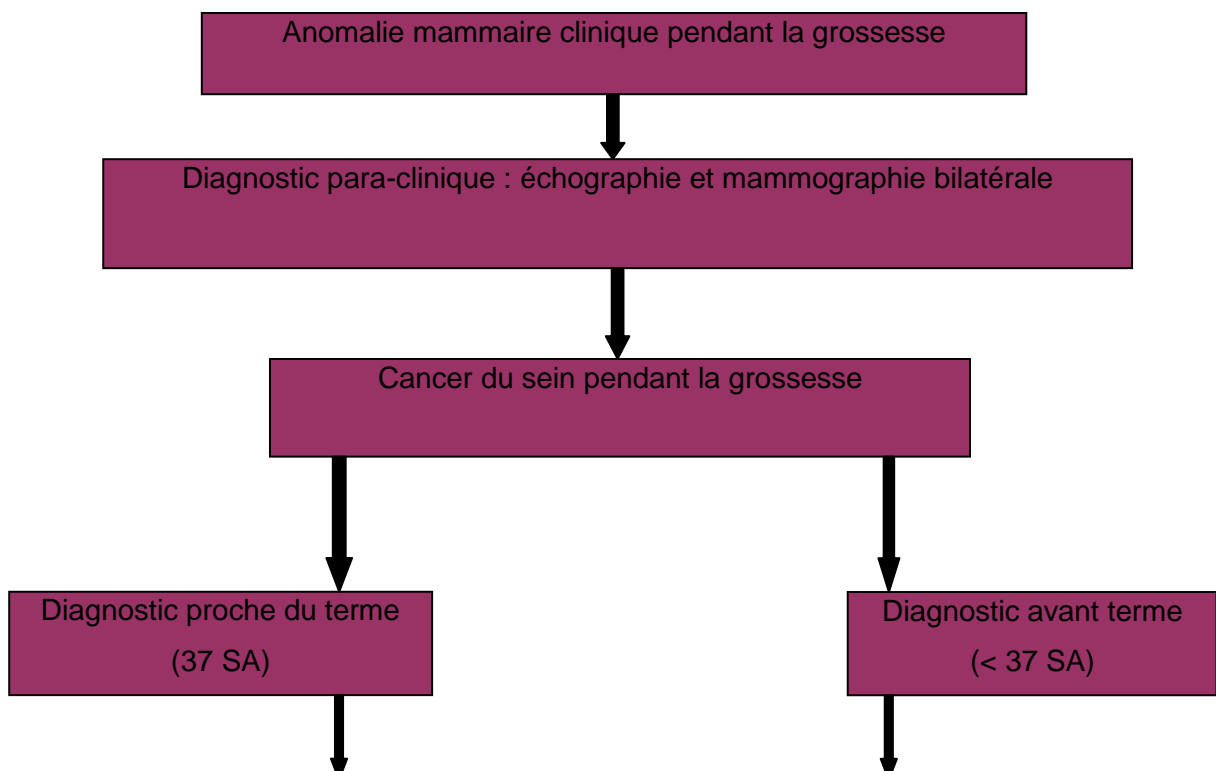 Anomalie mammaire clinique pendant la grossesse
Diagnostic para-clinique : échographie et mammographie bilatérale
Cancer du sein pendant la grossesse
Diagnostic proche du terme
(37 SA)
Diagnostic avant terme
(< 37 SA)